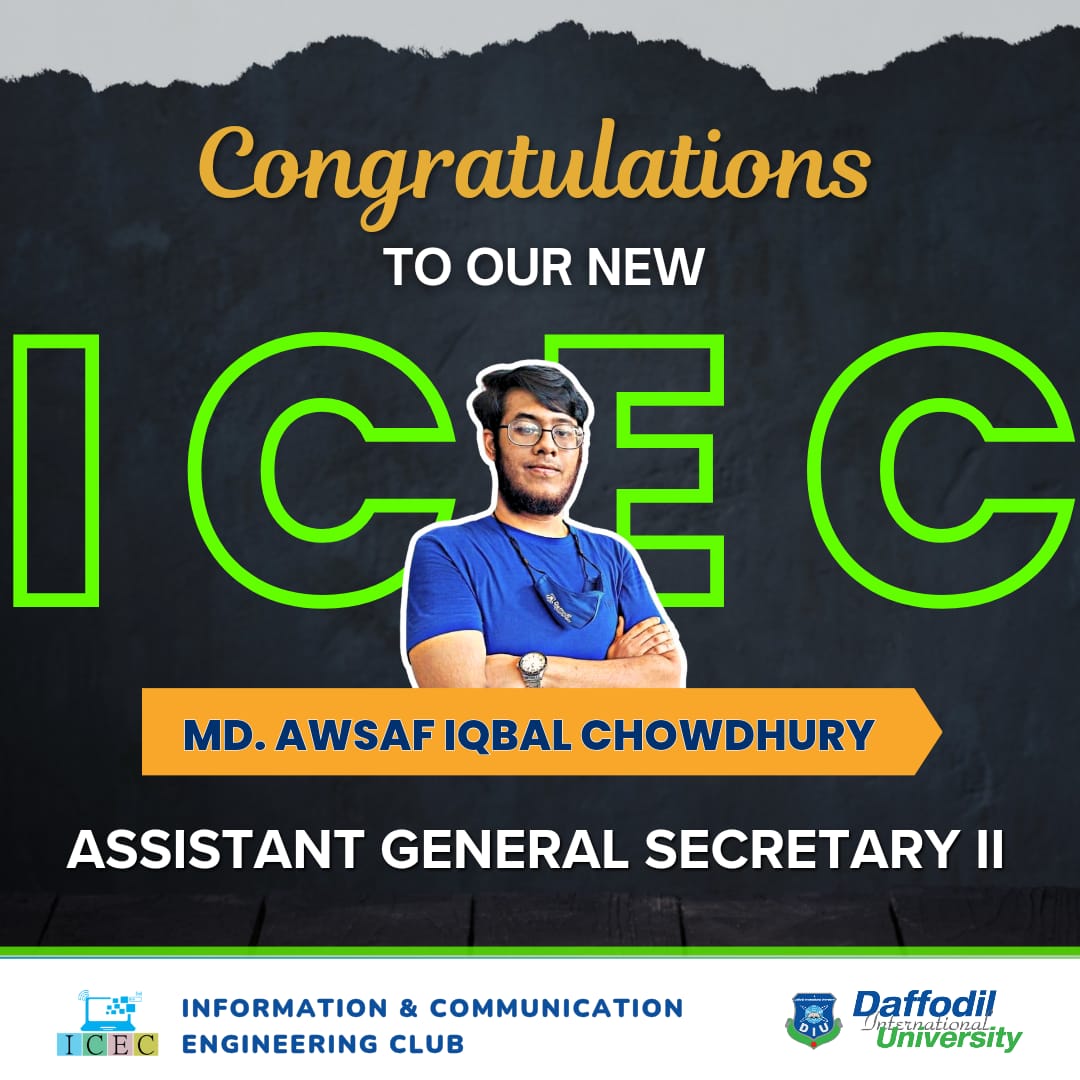 Congratulations
TO OUR NEW
ICEC
MD. AWSAF IQBAL CHOWDHURY
ASSISTANT GENERAL SECRETARY II
ICEC
INFORMATION & COMMUNICATION
ENGINEERING CLUB
DIU
Daffodil
International
University